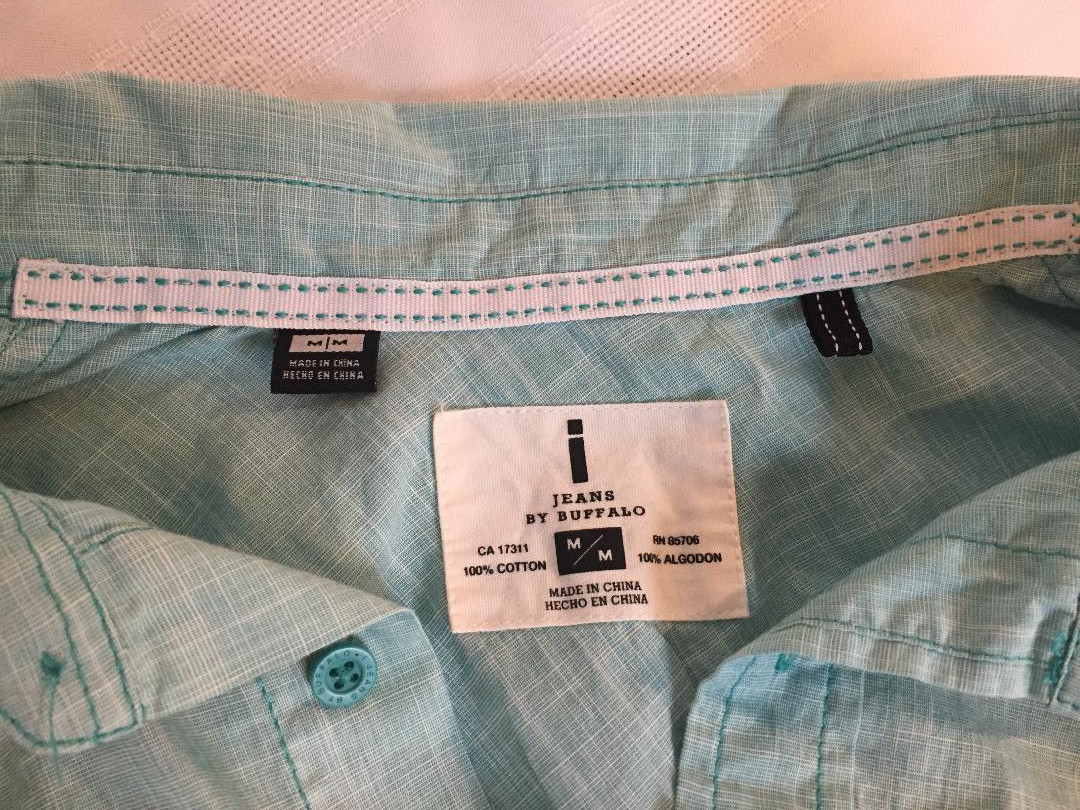 M|M
MADE IN CHINA
HECHO EN CHINA
i
JEANS
BY BUFFALO
CA 17311
100% COTTON
M/M
RN 85706
100% ALGODON
MADE IN CHINA
HECHO EN CHINA